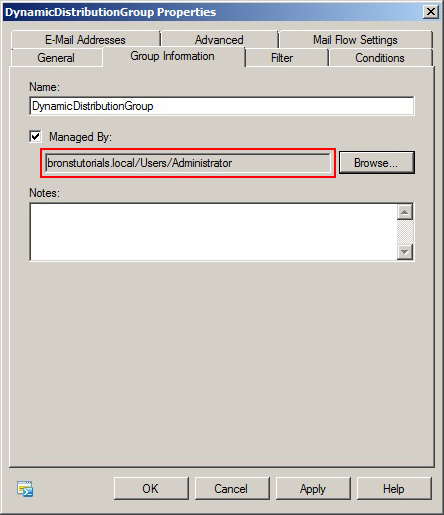 DynamicDistributionGroup Properties
E-Mail Addresses Advanced Mail Flow Settings
General Group Information Filter Conditions
Name:
DynamicDistributionGroup
Managed By:
bronstutorials.local/Users/Administrator Browse...
Notes:
OK Cancel Apply Help